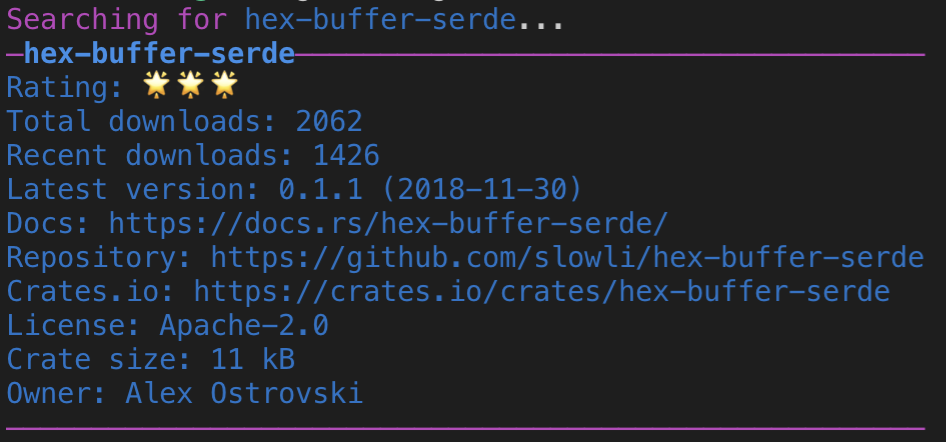 Searching for hex-buffer-serde...
hex-buffer-serde
Rating: 🌟🌟🌟
Total downloads: 2062
Recent downloads: 1426
Latest version: 0.1.1 (2018-11-30)
Docs: https://docs.rs/hex-buffer-serde/
Repository: https://github.com/slowli/hex-buffer-serde
Crates.io: https://crates.io/crates/hex-buffer-serde
License: Apache-2.0
Crate size: 11 kB
Owner: Alex Ostrovski